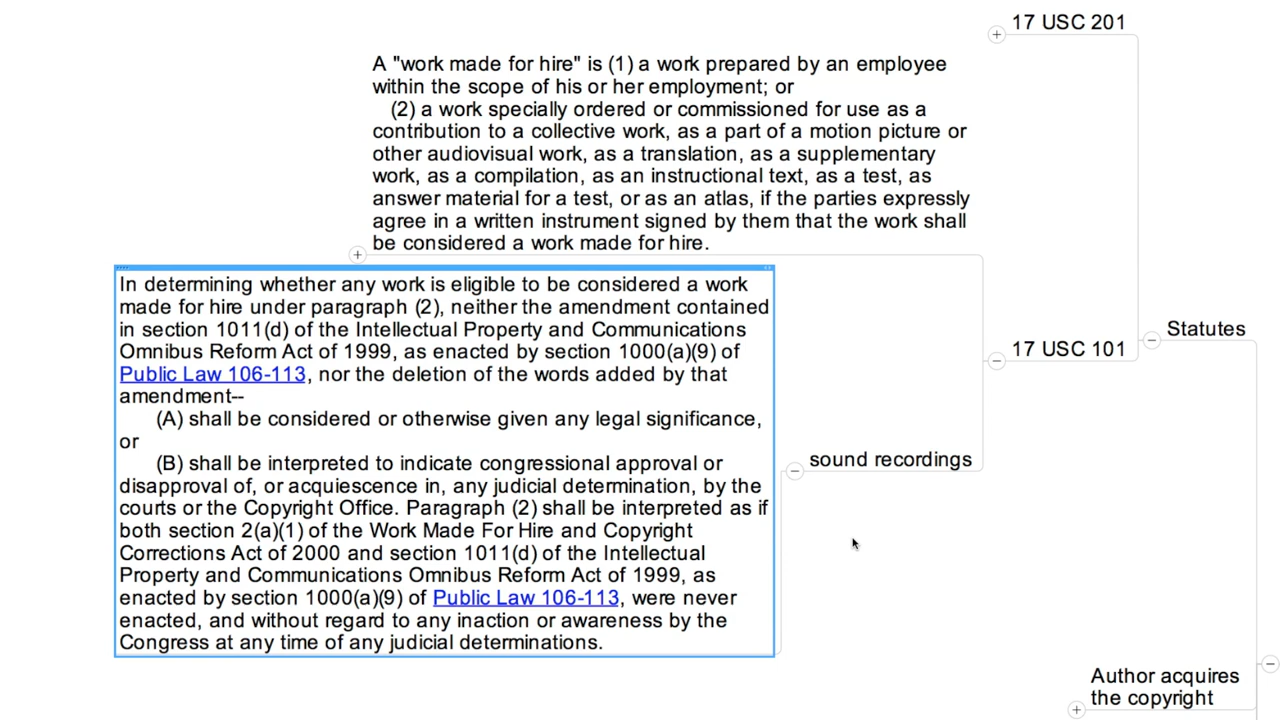 17 USC 201
A "work made for hire" is (1) a work prepared by an employee
within the scope of his or her employment; or
(2) a work specially ordered or commissioned for use as a
contribution to a collective work, as a part of a motion picture or
other audiovisual work, as a translation, as a supplementary
work, as a compilation, as an instructional text, as a test, as
answer material for a test, or as an atlas, if the parties expressly
agree in a written instrument signed by them that the work shall
be considered a work made for hire.
In determining whether any work is eligible to be considered a work
made for hire under paragraph (2), neither the amendment contained
in section 1011(d) of the Intellectual Property and Communications
Omnibus Reform Act of 1999, as enacted by section 1000(a)(9) of
Public Law 106-113, nor the deletion of the words added by that
amendment--
(A) shall be considered or otherwise given any legal significance,
or
(B) shall be interpreted to indicate congressional approval or
disapproval of, or acquiescence in, any judicial determination, by the
courts or the Copyright Office. Paragraph (2) shall be interpreted as if
both section 2(a)(1) of the Work Made For Hire and Copyright
Corrections Act of 2000 and section 1011(d) of the Intellectual
Property and Communications Omnibus Reform Act of 1999, as
enacted by section 1000(a)(9) of Public Law 106-113, were never
enacted, and without regard to any inaction or awareness by the
Congress at any time of any judicial determinations.
sound recordings
17 USC 101
Statutes
Author acquires
the copyright